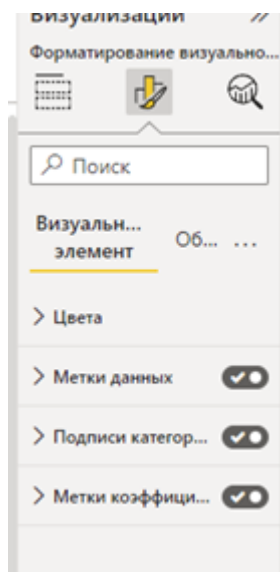 Визуализации
Форматирование визуально...
Поиск
Визуальн...
элемент
Об...
...
Цвета
Метки данных
Подписи категор...
Метки коэффици...